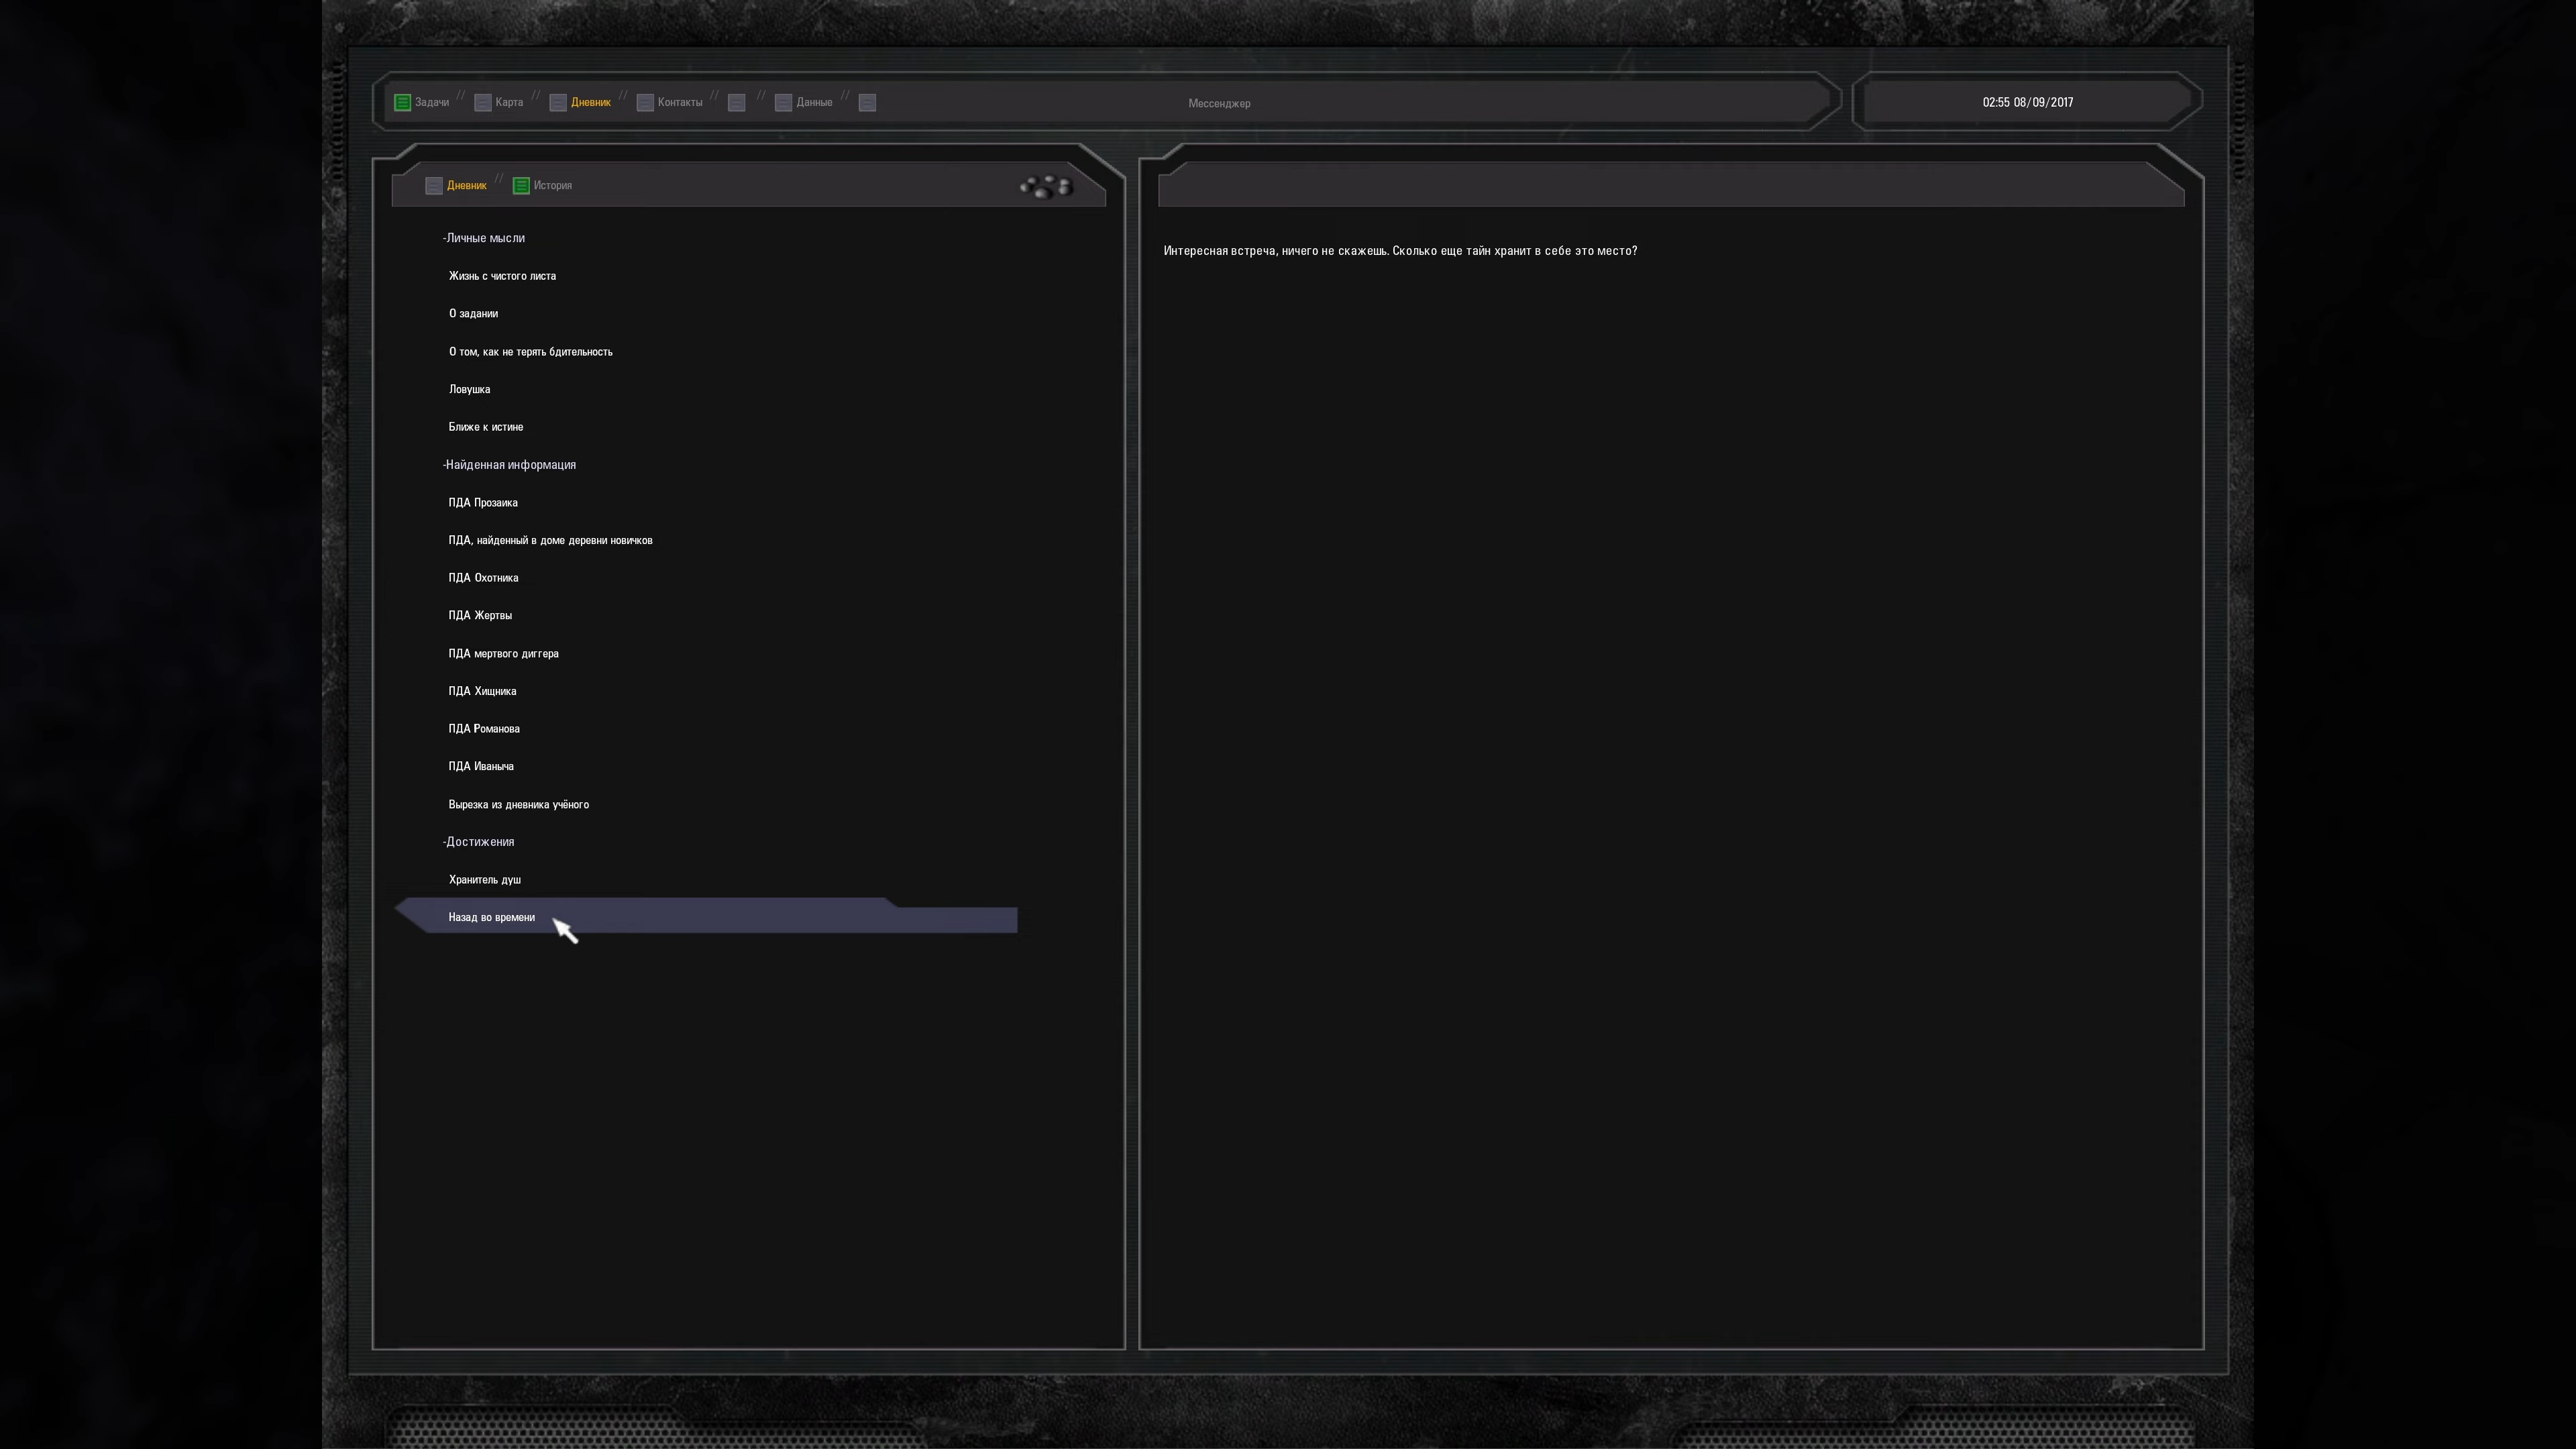 Задачи // Карта // Дневник // Контакты // // Данные //
Мессенджер
02:55 08/09/2017
Дневник // История
-Личные мысли
Жизнь с чистого листа
О задании
О том, как не терять бдительность
Ловушка
Ближе к истине
-Найденная информация
ПДА Прозаика
ПДА, найденный в доме деревни новичков
ПДА Охотника
ПДА Жертвы
ПДА мертвого диггера
ПДА Хищника
ПДА Романова
ПДА Иваныча
Вырезка из дневника учёного
-Достижения
Хранитель душ
Назад во времени
Интересная встреча, ничего не скажешь. Сколько еще тайн хранит в себе это место?